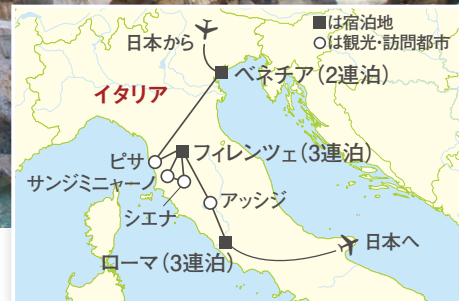 ■は宿泊地
○は観光・訪問都市
日本から
ベネチア(2連泊)
イタリア
ピサ
フィレンツェ(3連泊)
サンジミニャーノ
シエナ
アッシジ
日本へ
ローマ(3連泊)